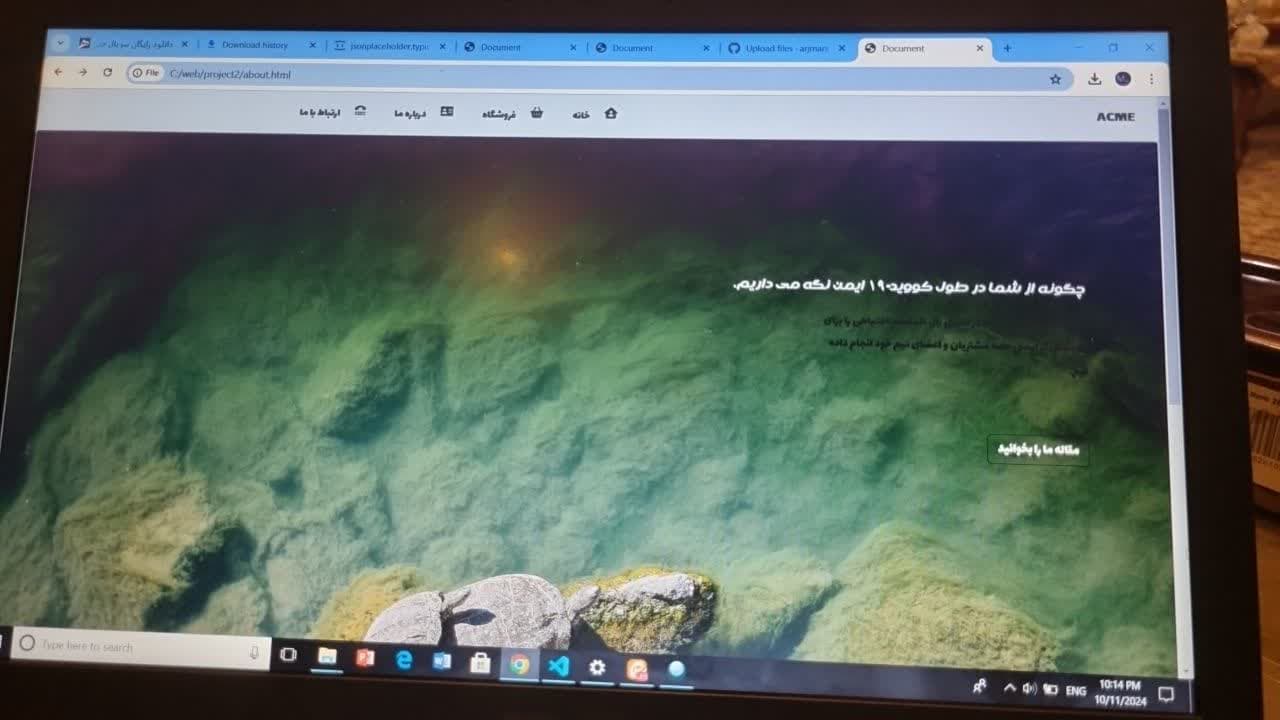 دانلود رایگان سریال
Download history
jsonplaceholder.typic
Document
Document
Upload files - arjman
Document
File
C:/web/project2/about.html
ACME
خانه
فروشگاه
درباره ما
ارتباط با ما
چگونه از شما در طول کووید-۱۹ ایمن نگه می داریم.
را برای
مشتریان و اعضای تیم خود انجام داده
مقاله ما را بخوانید
Type here to search
ENG
10:14 PM
10/11/2024